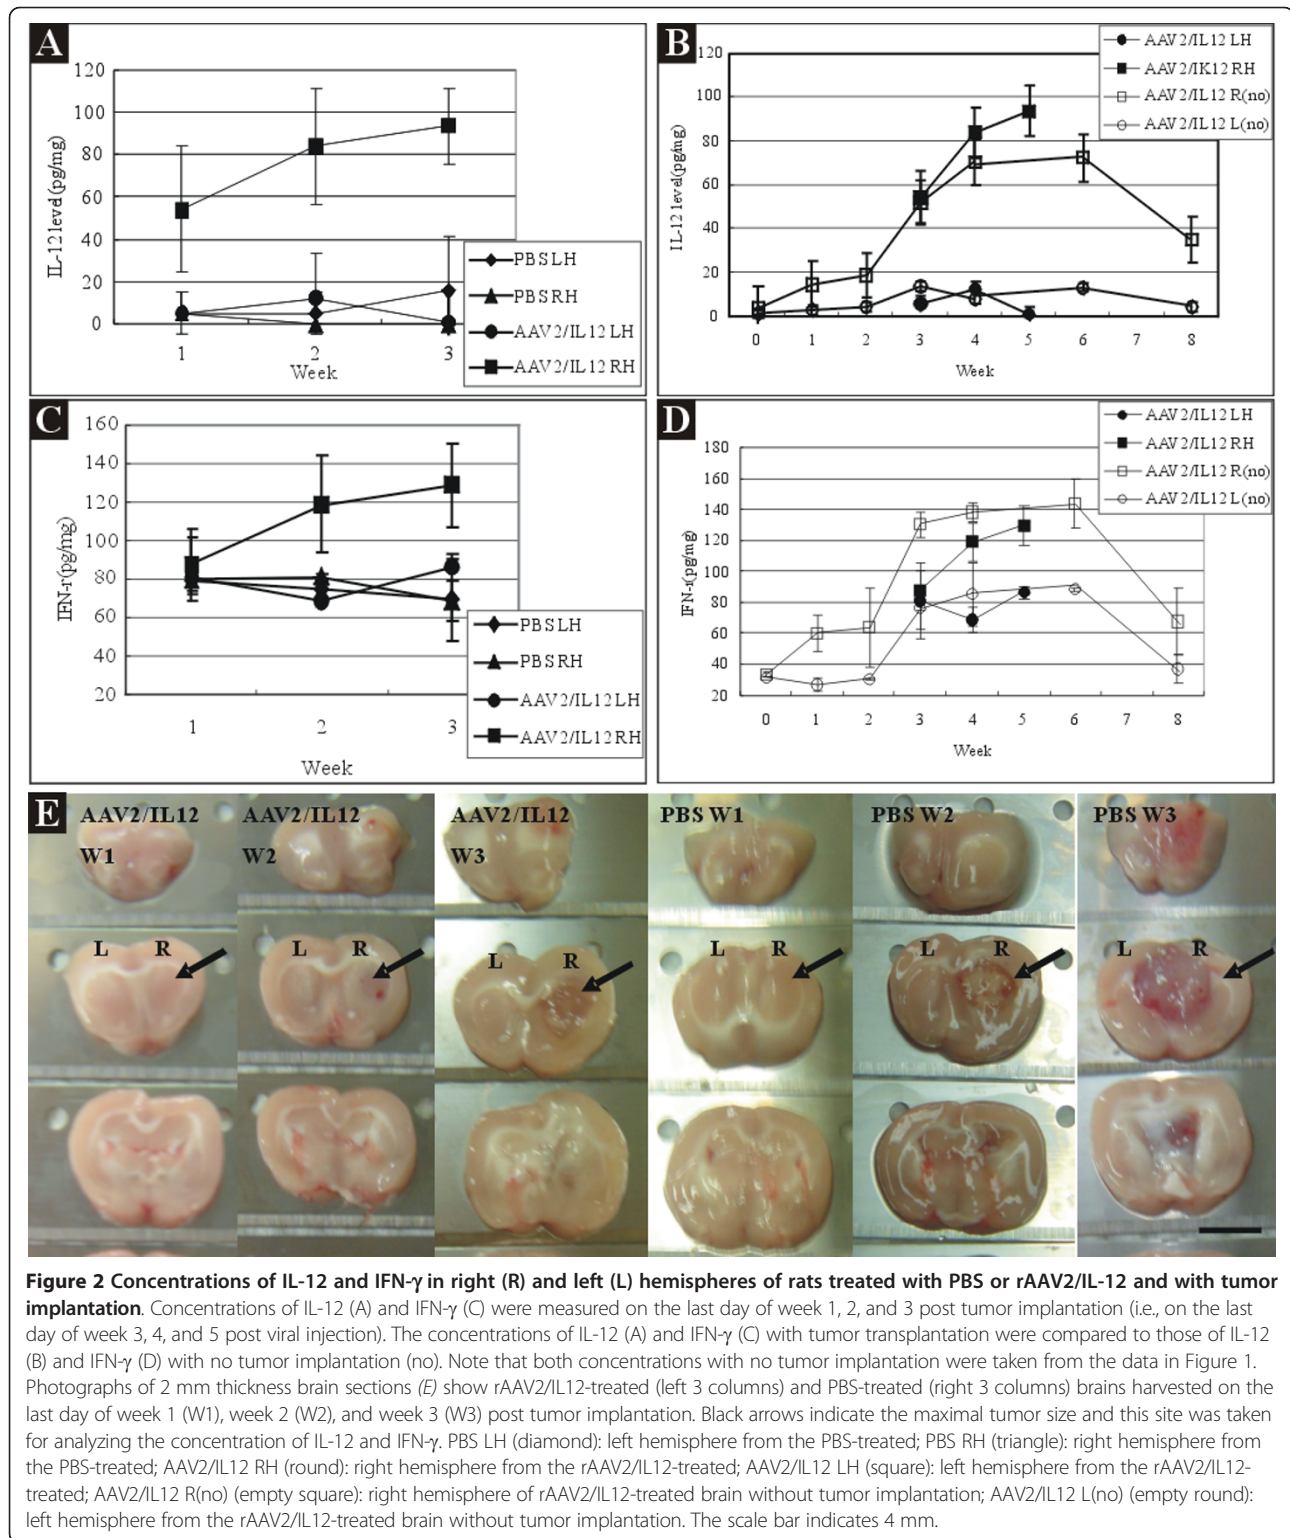 A
120
100
80
60
40
20
0
IL-12 level(pg/mg)
1
2
3
Week
PBS LH
PBS RH
AAV2/IL12 LH
AAV2/IL12 RH
B
120
100
80
60
40
20
0
IL-12 level(pg/mg)
0 1 2 3 4 5 6 7 8
Week
AAV2/IL12 LH
AAV2/IK12 RH
AAV2/IL12 R(no)
AAV2/IL12 L(no)
C
160
140
120
100
80
60
40
20
IFN-r(pg/mg)
1 2 3
Week
PBS LH
PBS RH
AAV2/IL12 LH
AAV2/IL12 RH
D
180
160
140
120
100
80
60
40
20
IFN-r(pg/mg)
0 1 2 3 4 5 6 7 8
Week
AAV2/IL12 LH
AAV2/IL12 RH
AAV2/IL12 R(no)
AAV2/IL12 L(no)
E
AAV2/IL12
W1
AAV2/IL12
W2
AAV2/IL12
W3
PBS W1
PBS W2
PBS W3
L R
L R
L R
L R
L R
L R
Figure 2 Concentrations of IL-12 and IFN-γ in right (R) and left (L) hemispheres of rats treated with PBS or rAAV2/IL-12 and with tumor
implantation. Concentrations of IL-12 (A) and IFN-γ (C) were measured on the last day of week 1, 2, and 3 post tumor implantation (i.e., on the last
day of week 3, 4, and 5 post viral injection). The concentrations of IL-12 (A) and IFN-γ (C) with tumor transplantation were compared to those of IL-12
(B) and IFN-γ (D) with no tumor implantation (no). Note that both concentrations with no tumor implantation were taken from the data in Figure 1.
Photographs of 2 mm thickness brain sections (E) show rAAV2/IL12-treated (left 3 columns) and PBS-treated (right 3 columns) brains harvested on the
last day of week 1 (W1), week 2 (W2), and week 3 (W3) post tumor implantation. Black arrows indicate the maximal tumor size and this site was taken
for analyzing the concentration of IL-12 and IFN-γ. PBS LH (diamond): left hemisphere from the PBS-treated; PBS RH (triangle): right hemisphere from
the PBS-treated; AAV2/IL12 RH (round): right hemisphere from the rAAV2/IL12-treated; AAV2/IL12 LH (square): left hemisphere from the rAAV2/IL12-
treated; AAV2/IL12 R(no) (empty square): right hemisphere of rAAV2/IL12-treated brain without tumor implantation; AAV2/IL12 L(no) (empty round):
left hemisphere from the rAAV2/IL12-treated brain without tumor implantation. The scale bar indicates 4 mm.